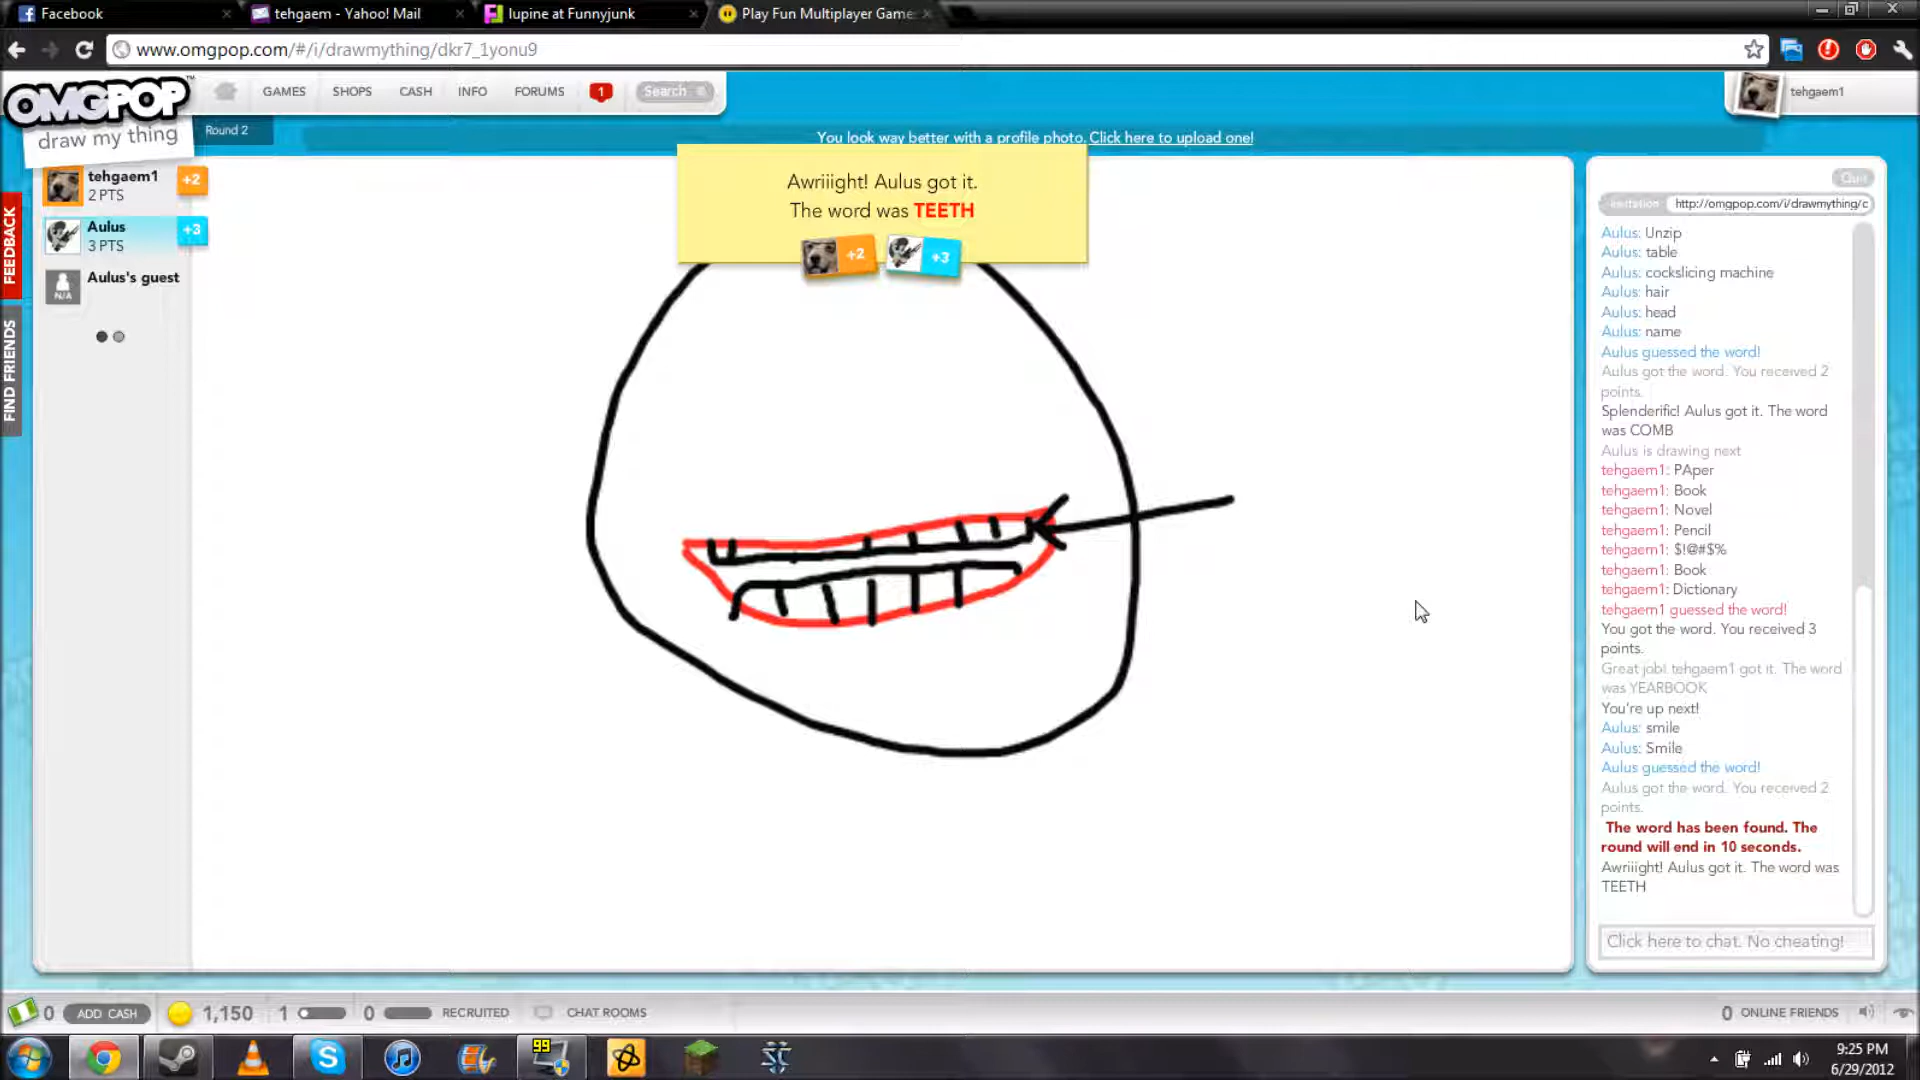 Facebook
tehgaem - Yahoo! Mail
lupine at Funnyjunk
Play Fun Multiplayer Game
www.omgpop.com/#/i/drawmything/dkr7_1yonu9
OMGPOP
draw my thing
GAMES
SHOPS
CASH
INFO
FORUMS
1
Search
tehgaem1
Round 2
You look way better with a profile photo. Click here to upload one!
FEEDBACK
FIND FRIENDS
tehgaem1
2 PTS
+2
Aulus
3 PTS
+3
Aulus's guest
N/A
Awriiight! Aulus got it.
The word was TEETH
+2
+3
Quit
Invitation
http://omgpop.com/i/drawmything/c
Aulus: Unzip
Aulus: table
Aulus: cockslicing machine
Aulus: hair
Aulus: head
Aulus: name
Aulus guessed the word!
Aulus got the word. You received 2
points.
Splenderific! Aulus got it. The word
was COMB
Aulus is drawing next
tehgaem1: PAper
tehgaem1: Book
tehgaem1: Novel
tehgaem1: Pencil
tehgaem1: $!@#$%
tehgaem1: Book
tehgaem1: Dictionary
tehgaem1 guessed the word!
You got the word. You received 3
points.
Great job! tehgaem1 got it. The word
was YEARBOOK
You're up next!
Aulus: smile
Aulus: Smile
Aulus guessed the word!
Aulus got the word. You received 2
points.
The word has been found. The
round will end in 10 seconds.
Awriiight! Aulus got it. The word was
TEETH
Click here to chat. No cheating!
0
ADD CASH
1,150
1
0
RECRUITED
CHAT ROOMS
0 ONLINE FRIENDS
99
9:25 PM
6/29/2012